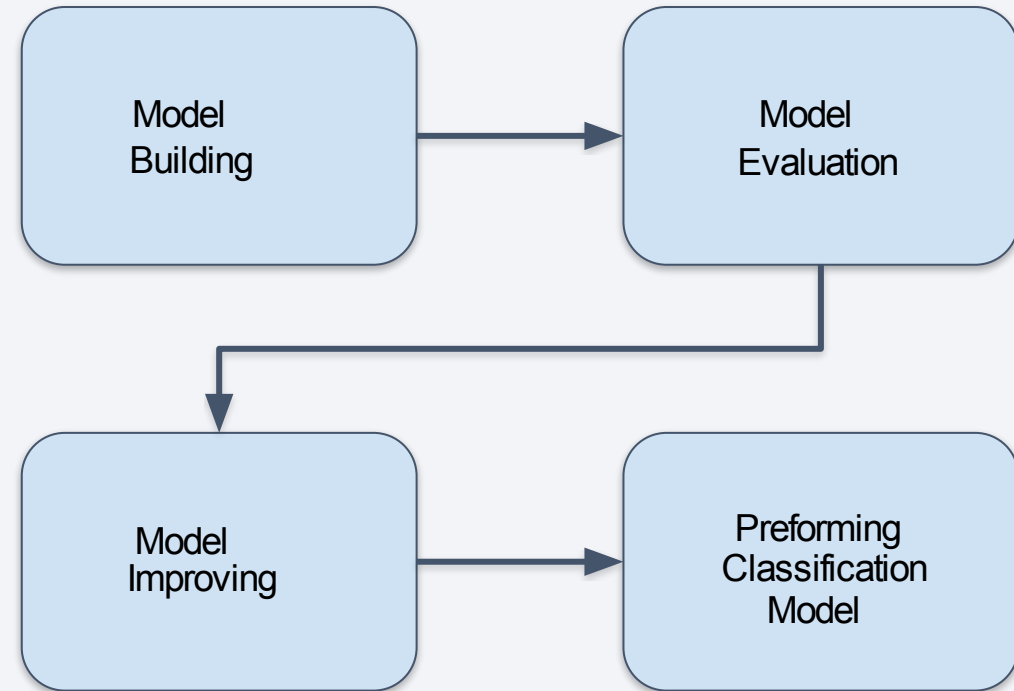 Model
Building
Model
Evaluation
Model
Improving
Preforming
Classification
Model